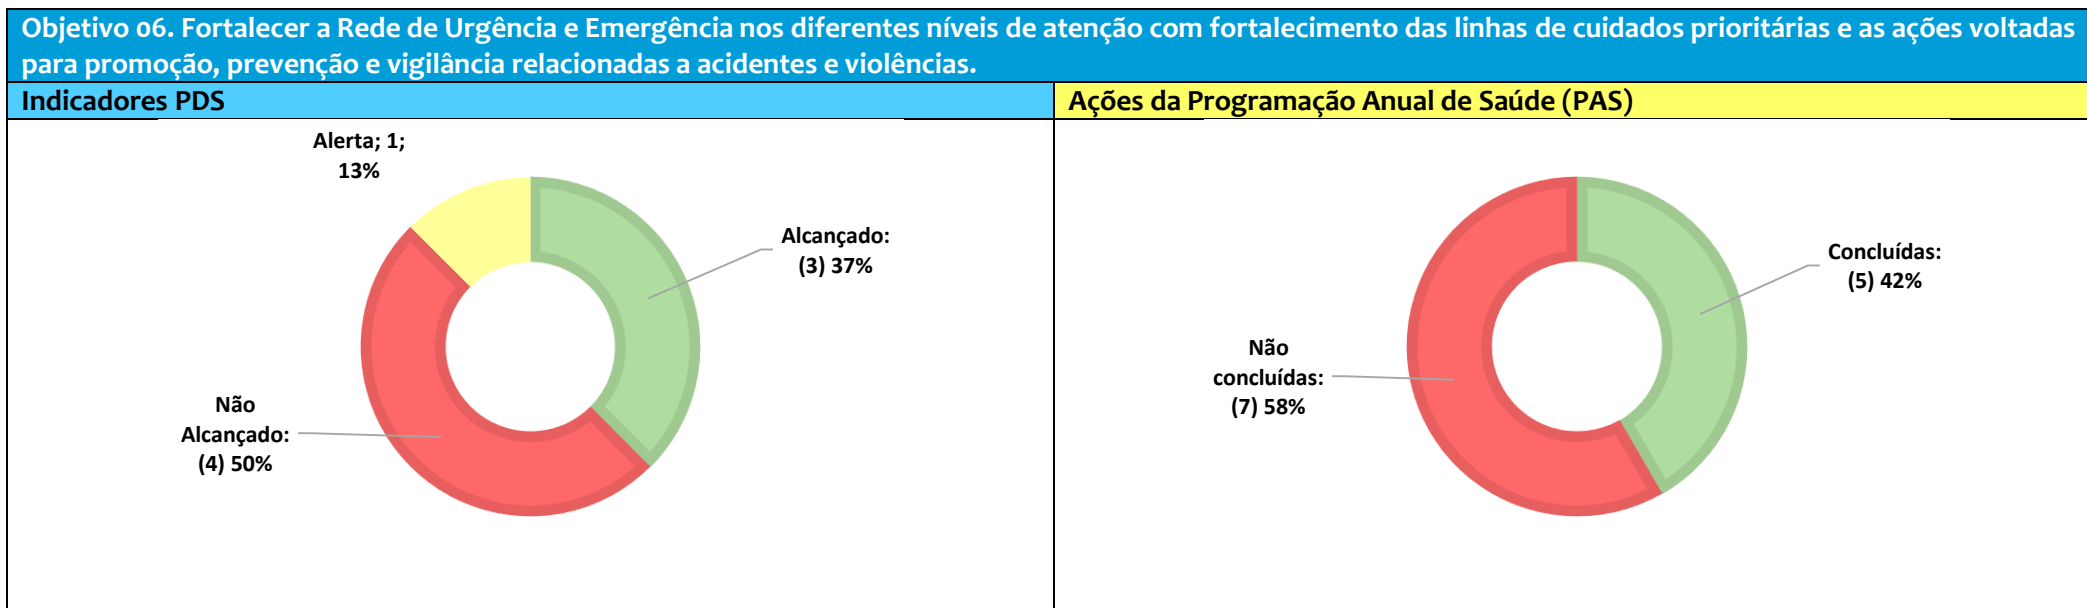 Objetivo 06. Fortalecer a Rede de Urgência e Emergência nos diferentes níveis de atenção com fortalecimento das linhas de cuidados prioritárias e as ações voltadas
para promoção, prevenção e vigilância relacionadas a acidentes e violências.
Indicadores PDS
Alerta; 1;
13%
Alcançado:
(3) 37%
Não
Alcançado:
(4) 50%
Ações da Programação Anual de Saúde (PAS)
Concluídas:
(5) 42%
Não
concluídas:
(7) 58%